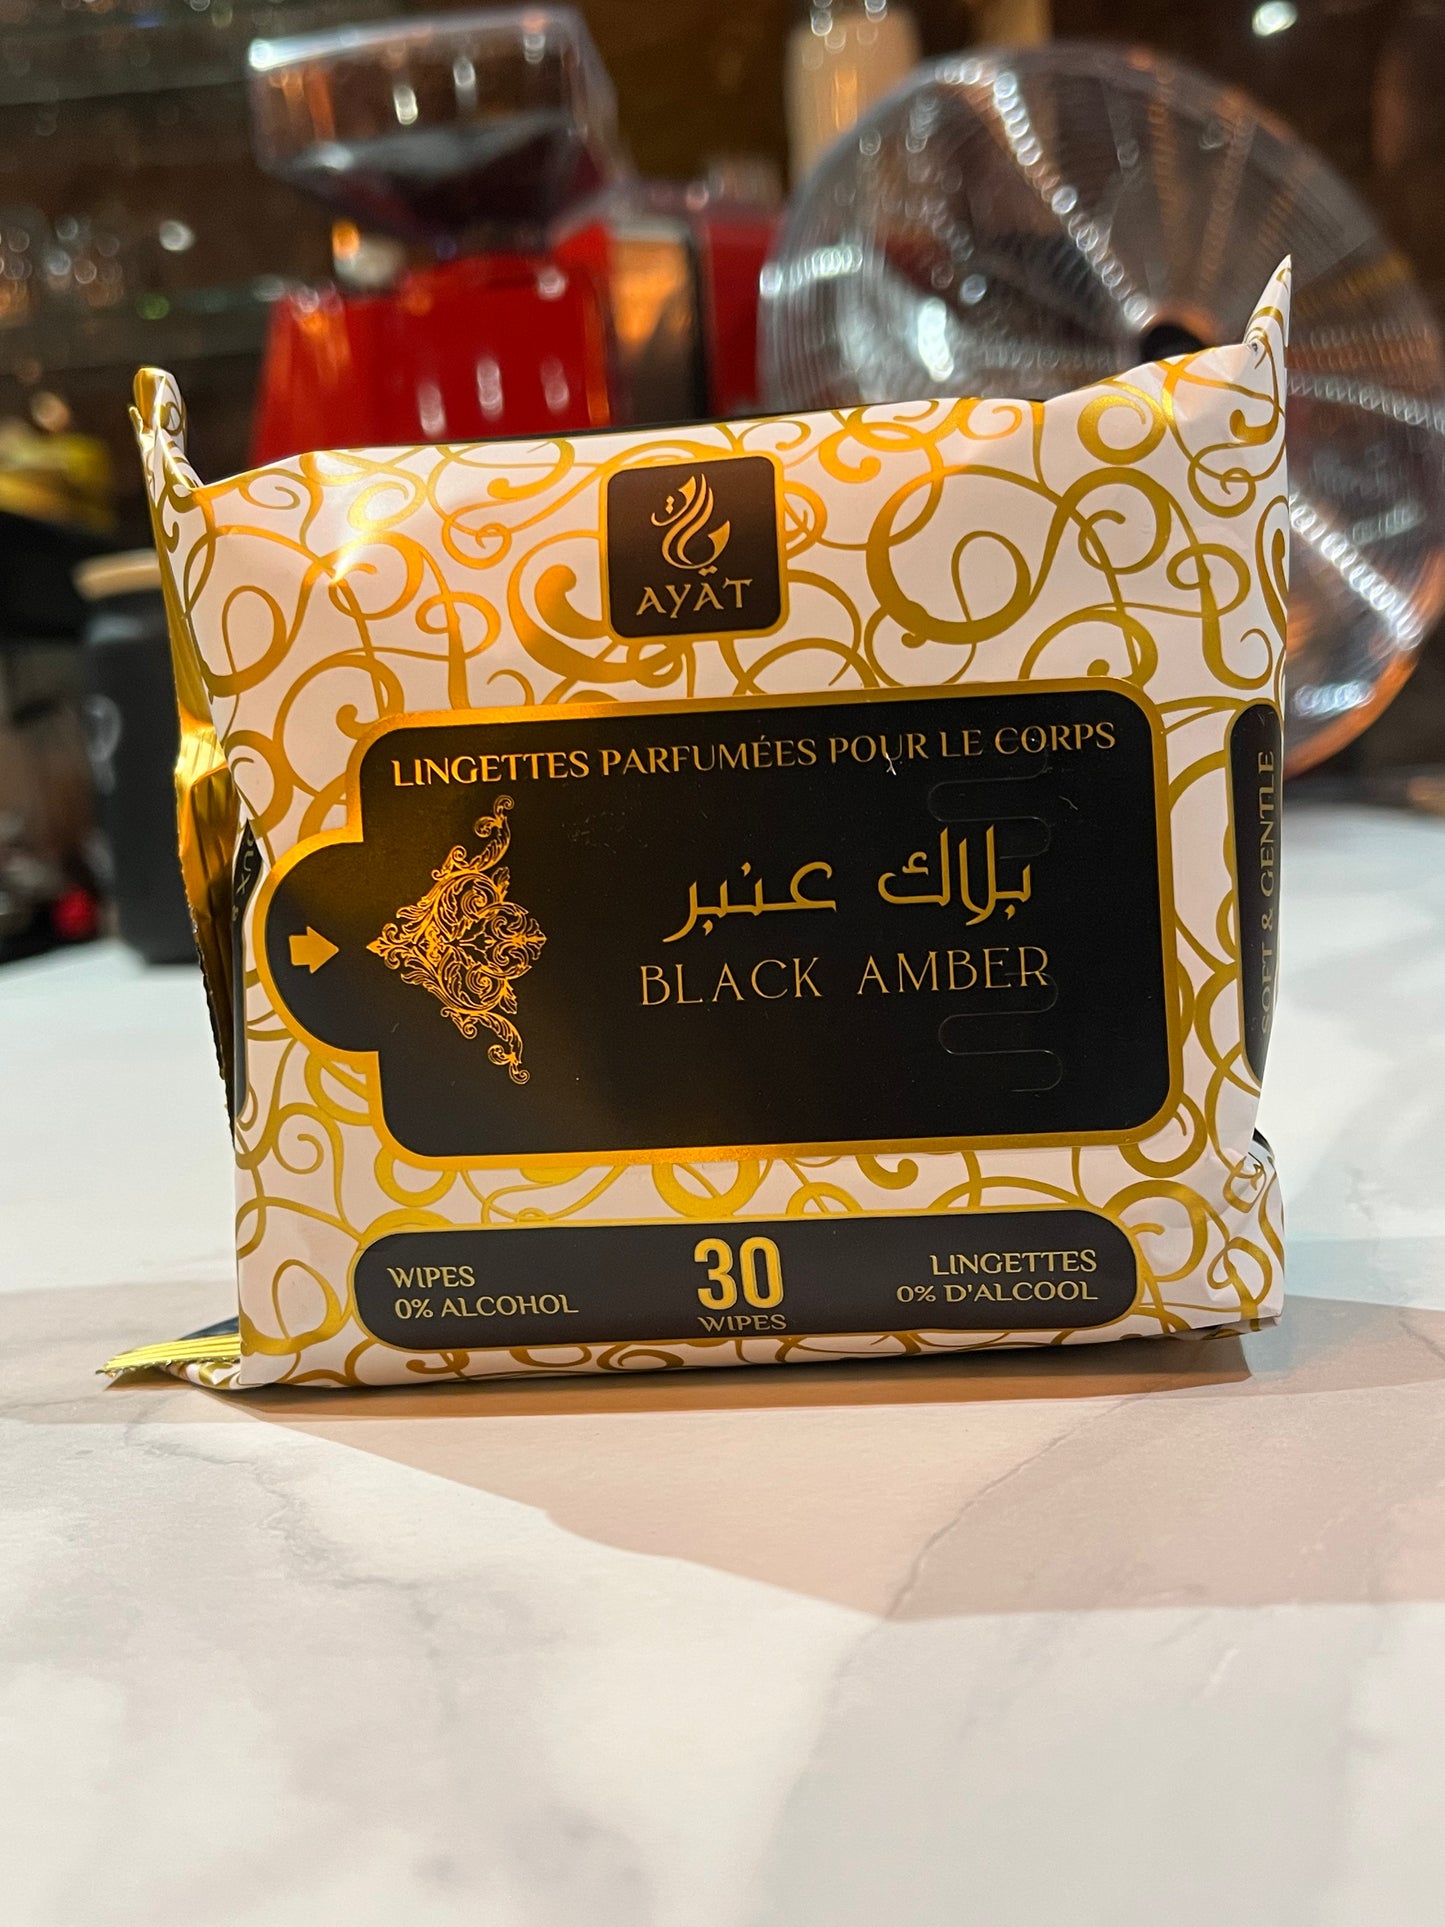 AYAT
LINGETTES PARFUMÉES POUR LE CORPS
بلاك عنبر
BLACK AMBER
SOFT & GENTLE
WIPES
0% ALCOHOL
30
WIPES
LINGETTES
0% D'ALCOOL